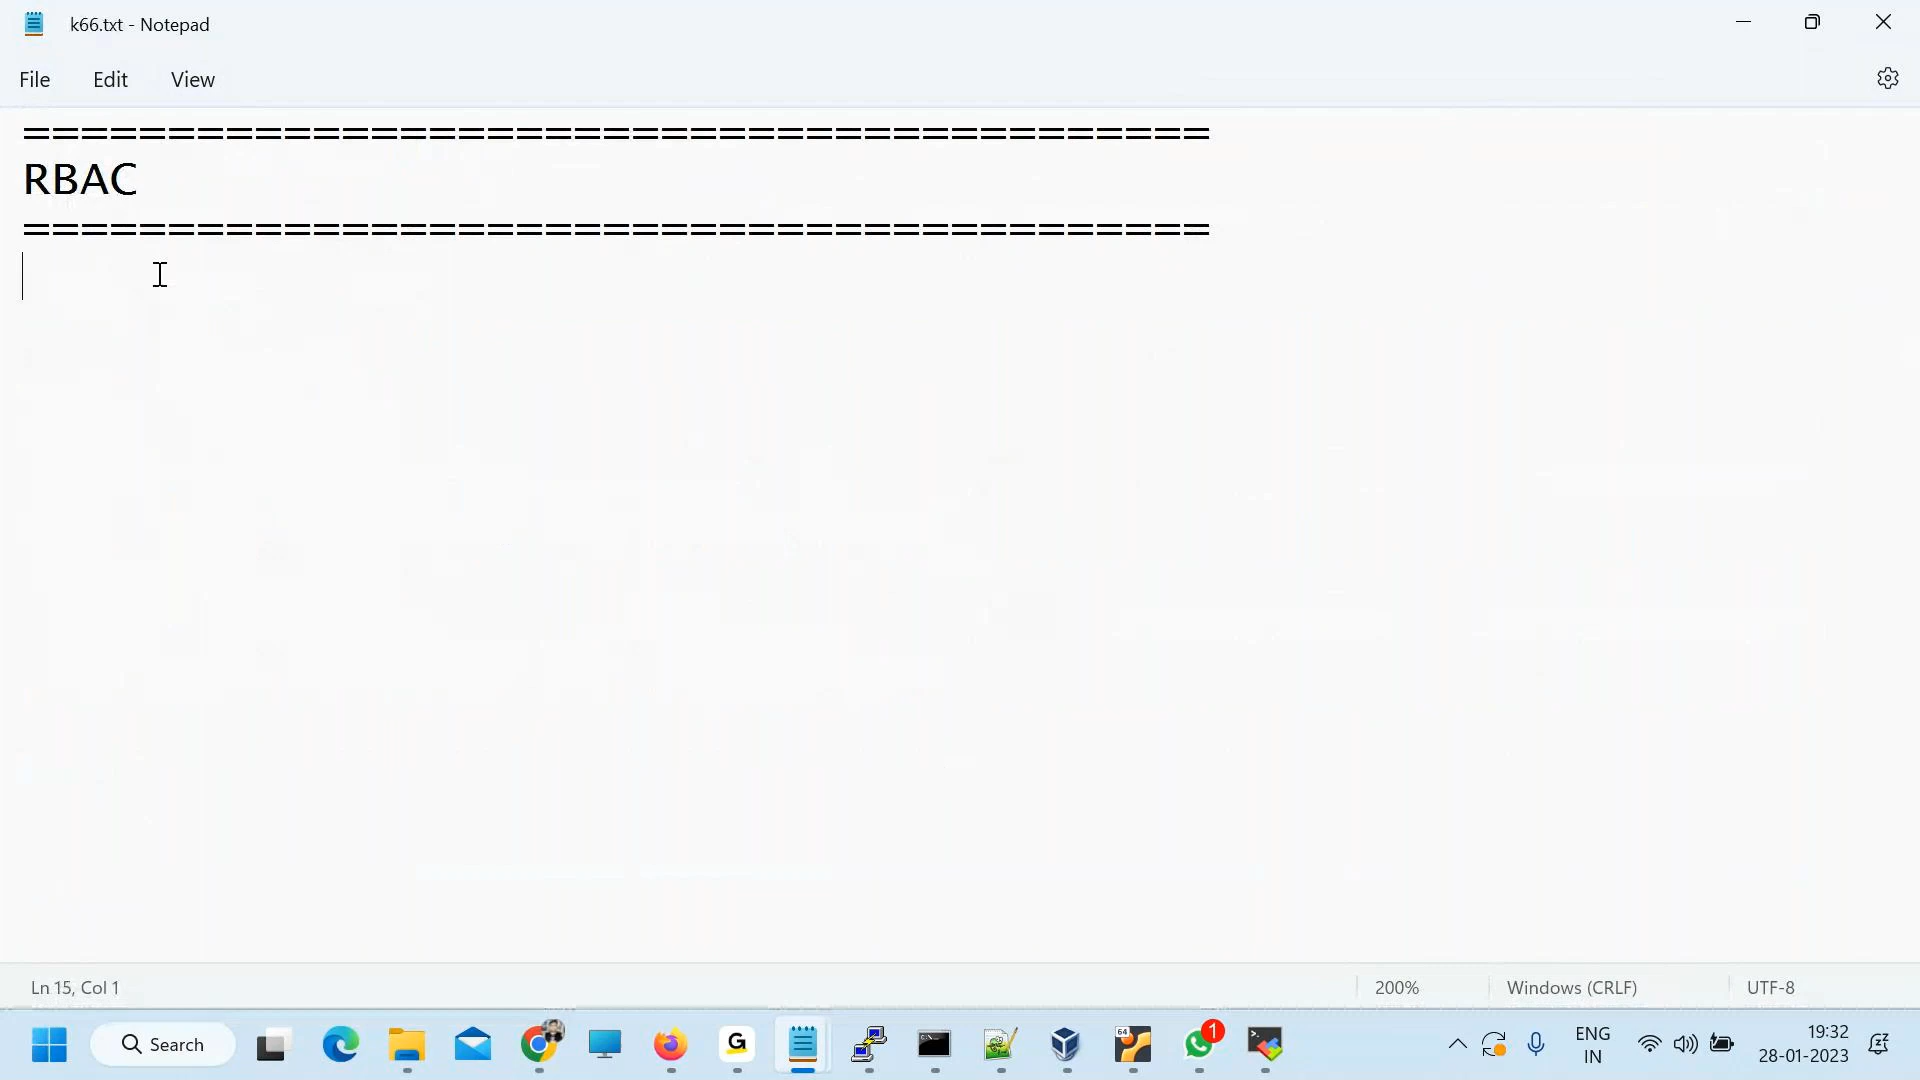 k66.txt - Notepad
File Edit View
=========================================
RBAC
=========================================
Ln 15, Col 1 200% Windows (CRLF) UTF-8
Search G 64 1 ENG 19:32
IN 28-01-2023